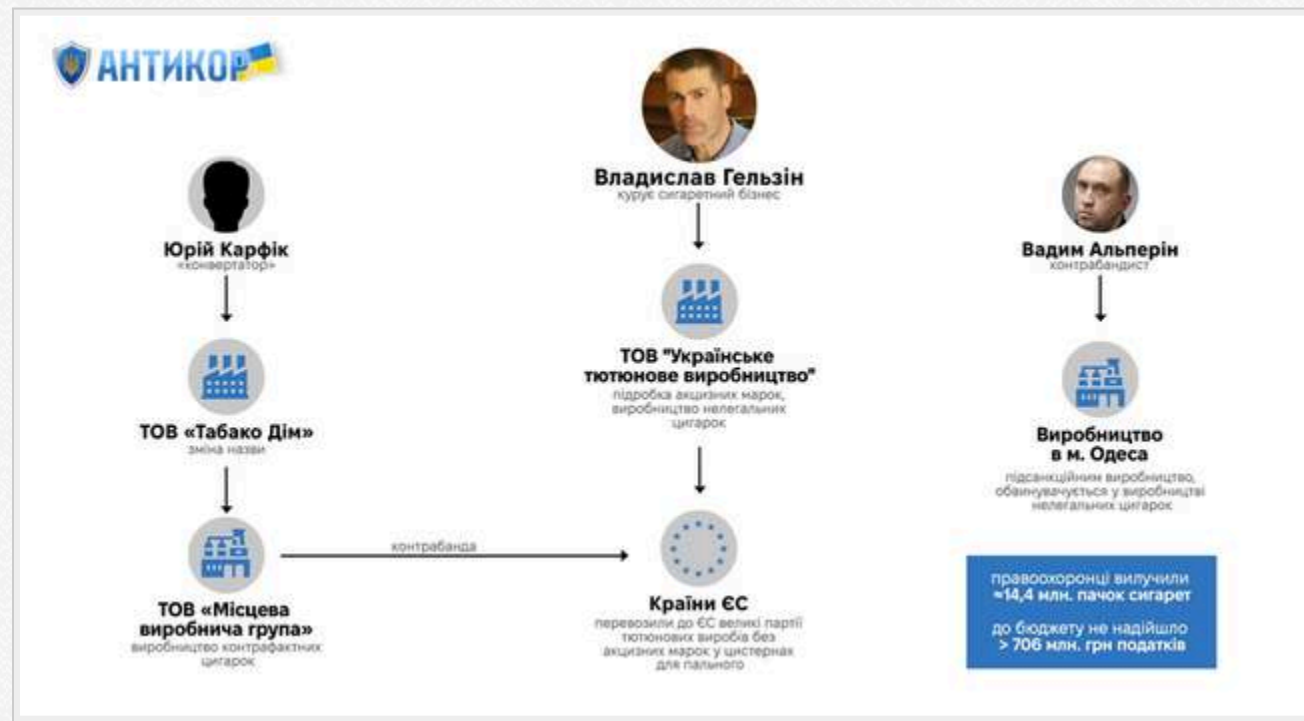 АНТИКОР
Владислав Гельзін
курує сигаретний бізнес
Юрій Карфік
«конвертатор»
Вадим Альперін
контрабандист
ТОВ "Українське
тютюнове виробництво"
підробка акцизних марок,
виробництво нелегальних
цигарок
ТОВ «Табако Дім»
зміна назви
Виробництво
в м. Одеса
підсанкційним виробництво,
обвинувачується у виробництві
нелегальних цигарок
контрабанда
ТОВ «Місцева
виробнича група»
виробництво контрафактних
цигарок
Країни ЄС
перевозили до ЄС великі партії
тютюнових виробів без
акцизних марок у цистернах
для пального
правоохоронці вилучили
≈14,4 млн. пачок сигарет
до бюджету не надійшло
> 706 млн. грн податків